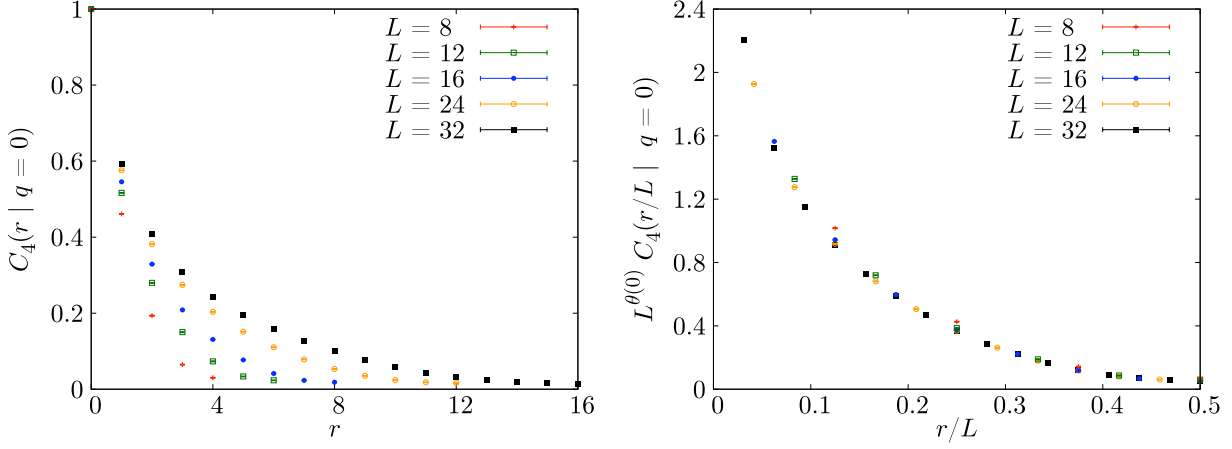 1
0.8
0.6
0.4
0.2
0
0 4 8 12 16
C₄(r | q = 0)
r
L = 8
L = 12
L = 16
L = 24
L = 32
2.4
2
1.6
1.2
0.8
0.4
0
0 0.1 0.2 0.3 0.4 0.5
L^θ(0) C₄(r/L | q = 0)
r/L
L = 8
L = 12
L = 16
L = 24
L = 32